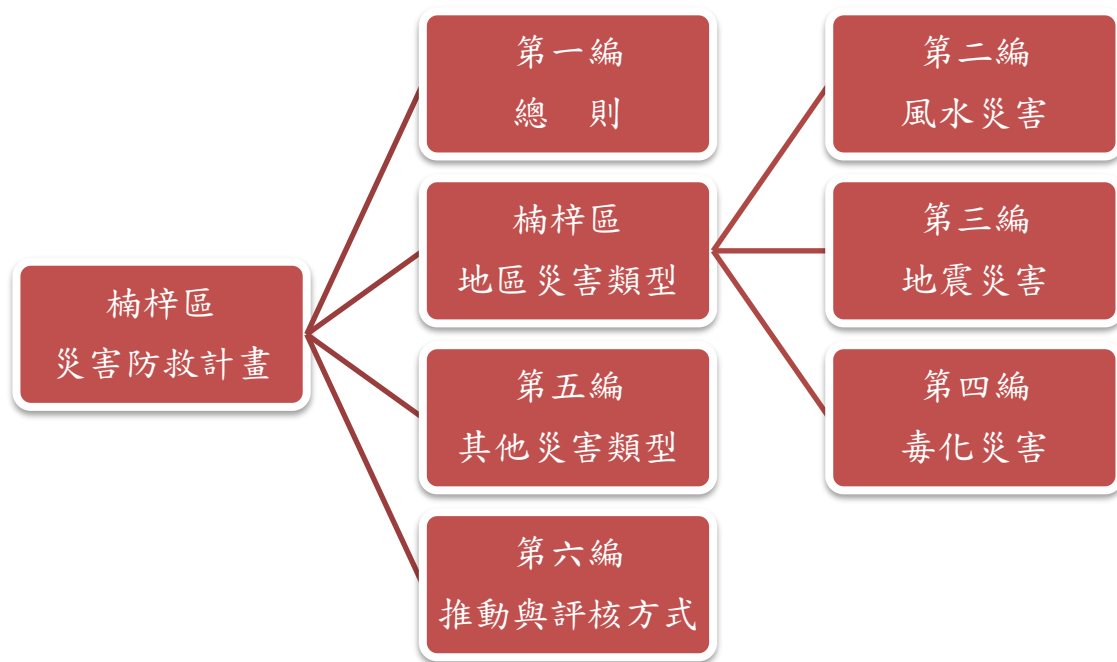 楠梓區
災害防救計畫
第一編
總　則
楠梓區
地區災害類型
第二編
風水災害
第三編
地震災害
第四編
毒化災害
第五編
其他災害類型
第六編
推動與評核方式